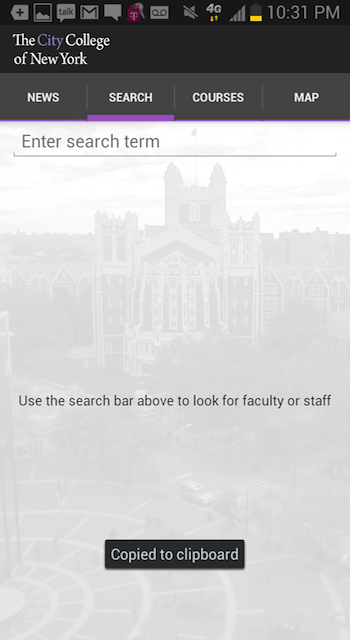 talk 4G 10:31 PM
The City College
of New York
NEWS SEARCH COURSES MAP
Enter search term
Use the search bar above to look for faculty or staff
Copied to clipboard